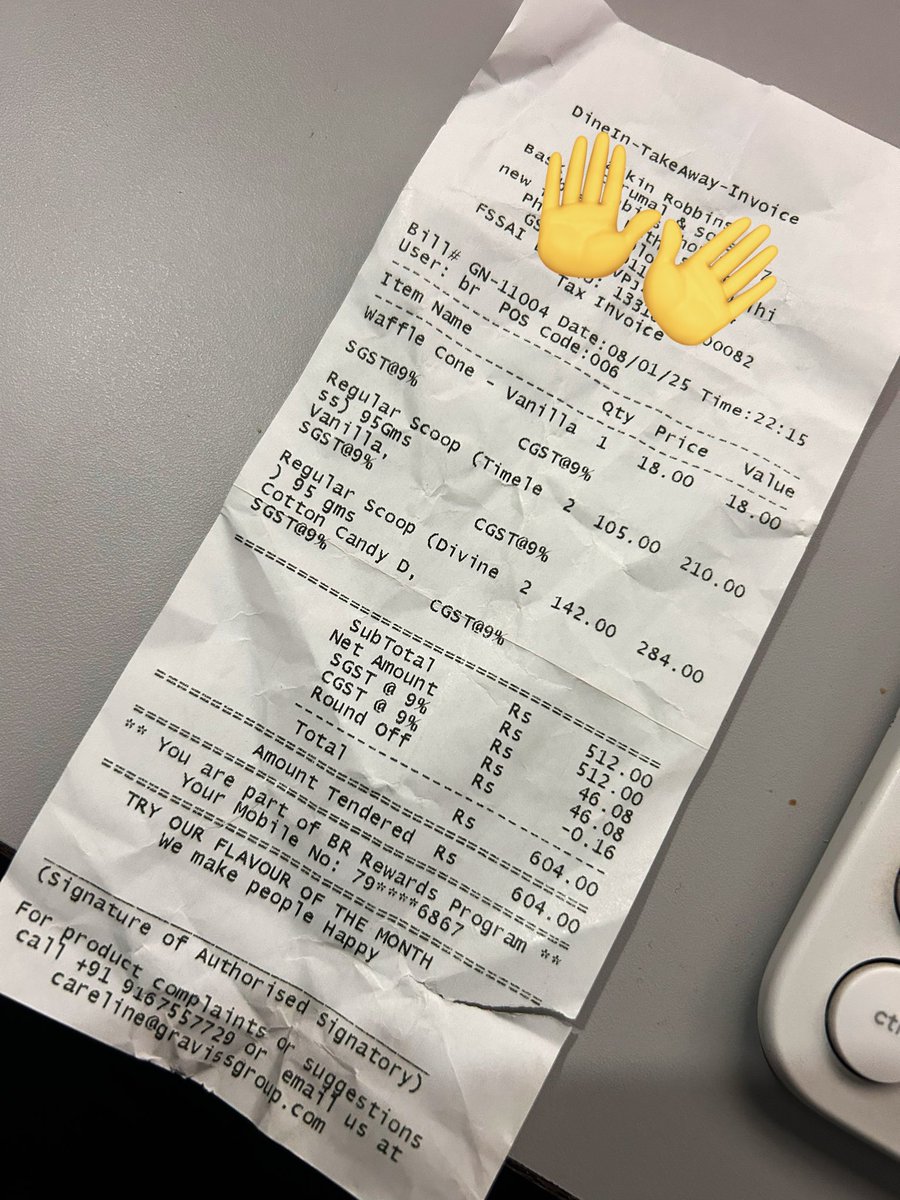 DineIn-TakeAway-Invoice
kin Robbins
umal & so
new
FSSAI
Tax Invoice
Bill# GN-11004 Date:08/01/25 Time:22:15
User: br POS Code:006
Item Name Qty Price Value
Waffle Cone - Vanilla 1 18.00 18.00
SGST@9% CGST@9%
Regular Scoop (Timele 2 105.00 210.00
ss) 95Gms
Vanilla,
SGST@9% CGST@9%
Regular Scoop (Divine 2 142.00 284.00
) 95 gms
Cotton Candy D,
SGST@9% CGST@9%
SubTotal Rs 512.00
Net Amount Rs 512.00
SGST @ 9% Rs 46.08
CGST @ 9% Rs 46.08
Round Off Rs -0.16
Total Rs 604.00
Amount Tendered Rs 604.00
** You are part of BR Rewards Program **
Your Mobile No: 79****6867
TRY OUR FLAVOUR OF THE MONTH
We make people Happy
(Signature of Authorised Signatory)
For product complaints or suggestions
call +91 9167557729 or email us at
careline@gravissgroup.com